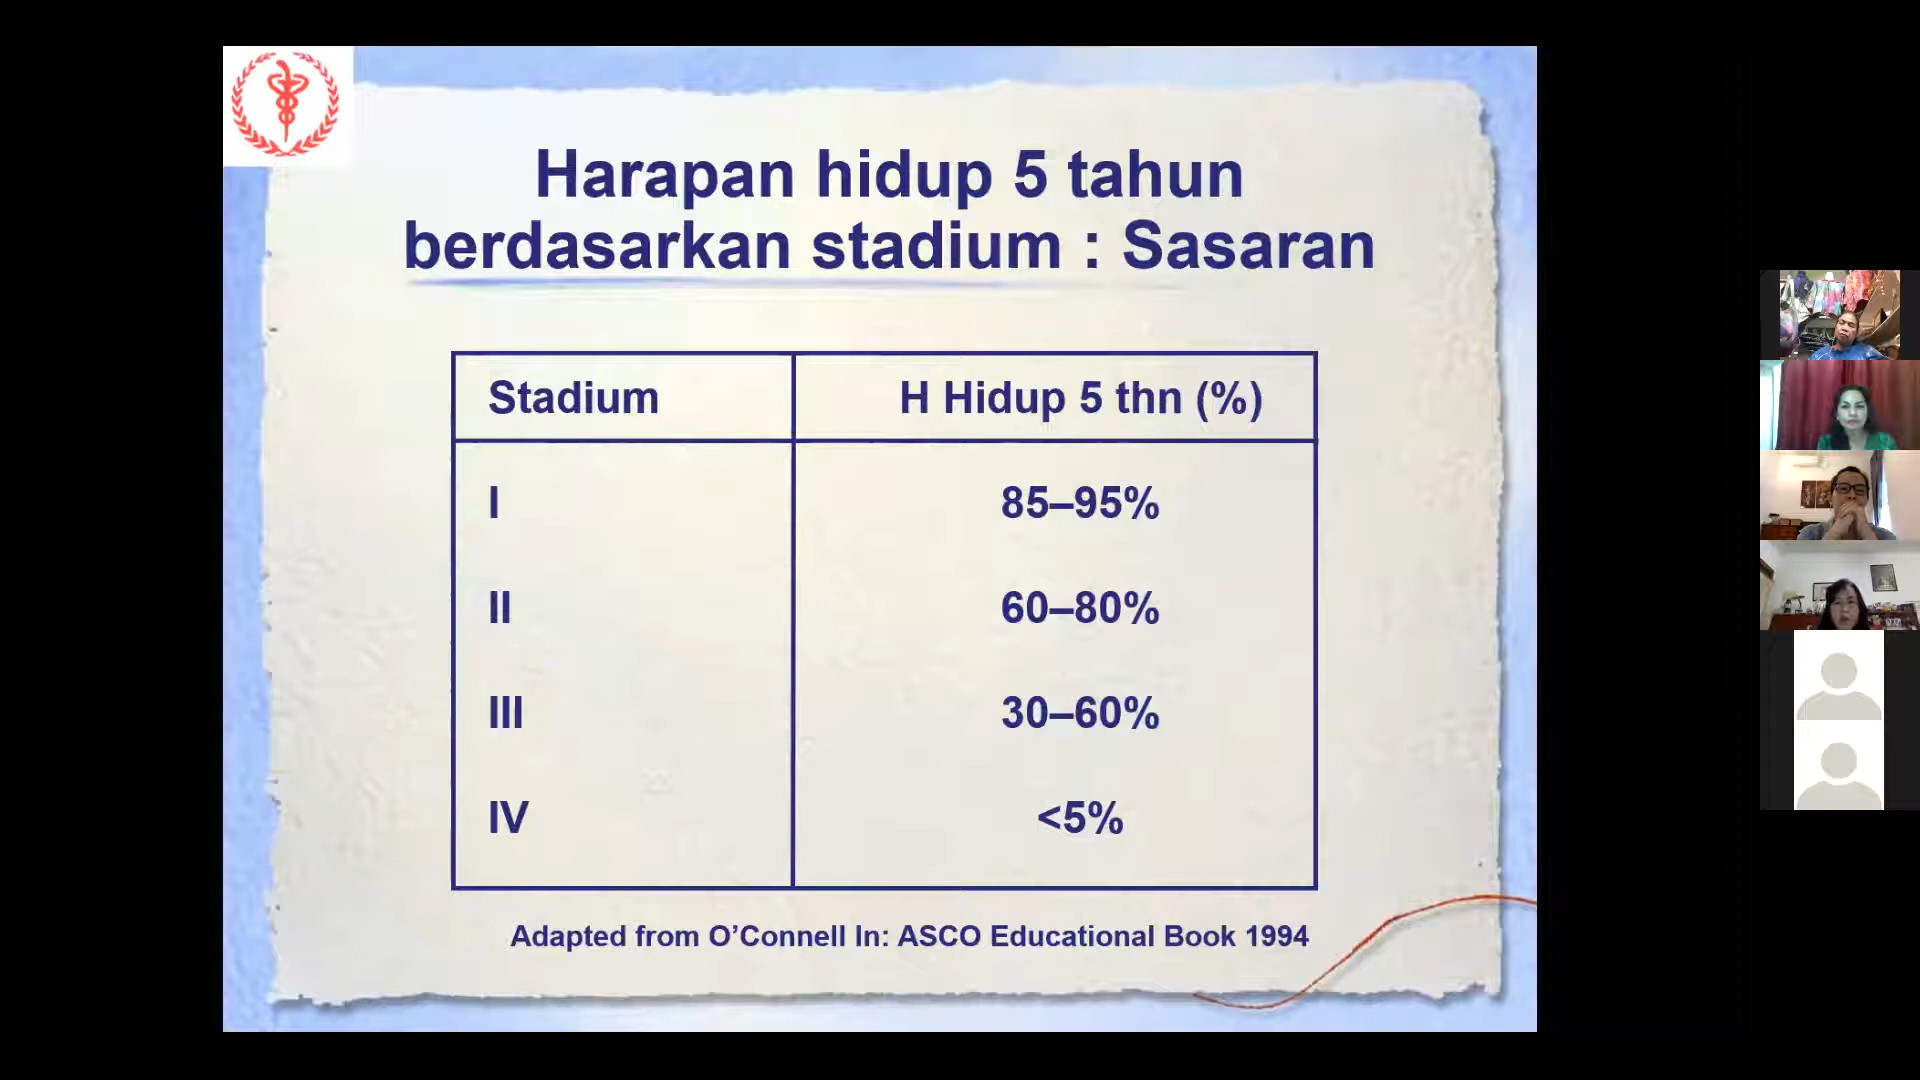 Harapan hidup 5 tahun
berdasarkan stadium : Sasaran
Stadium
H Hidup 5 thn (%)
I
85–95%
II
60–80%
III
30–60%
IV
<5%
Adapted from O’Connell In: ASCO Educational Book 1994